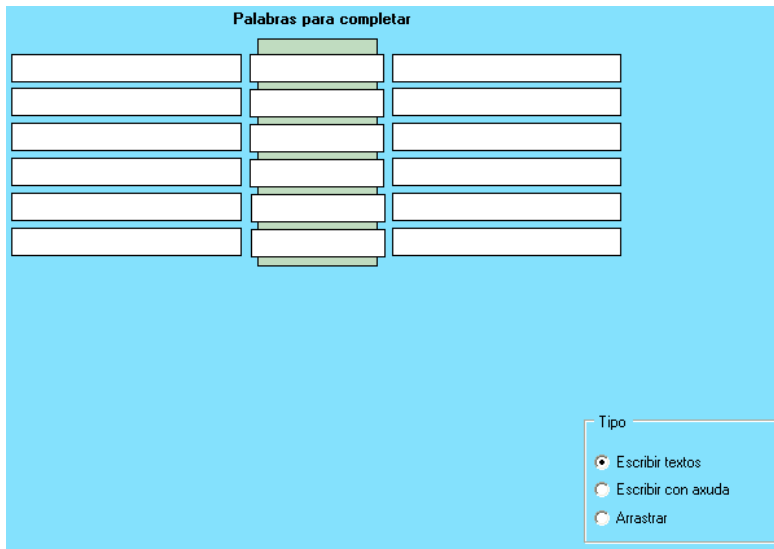 Palabras para completar
Tipo
Escribir textos
Escribir con axuda
Arrastrar